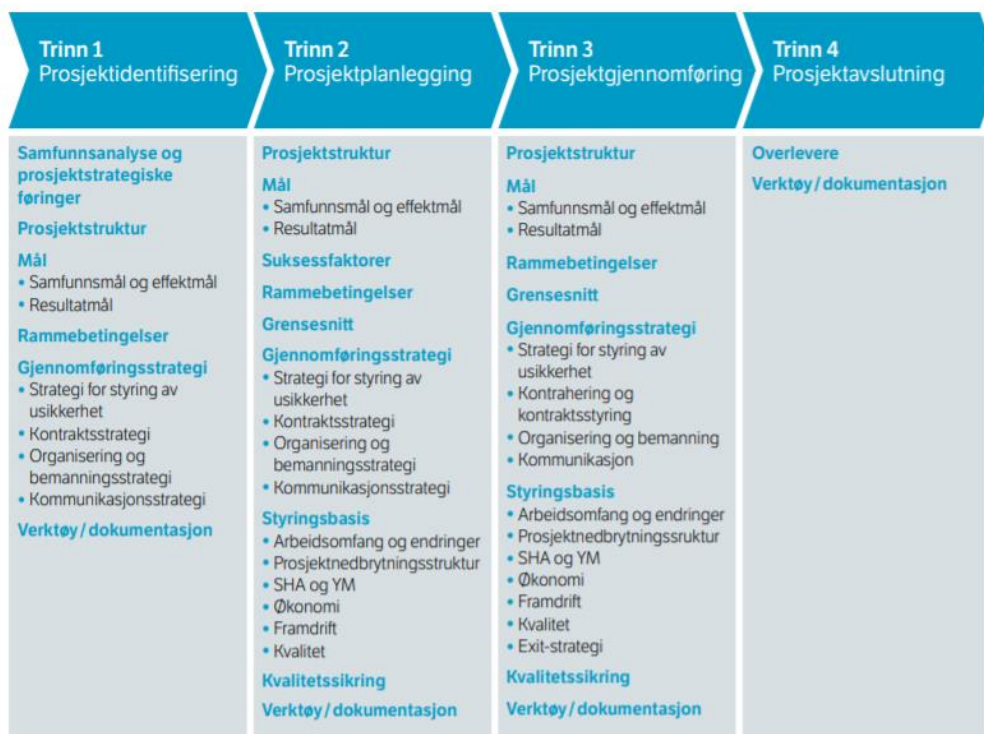 Trinn 1
Prosjektidentifisering
Trinn 2
Prosjektplanlegging
Trinn 3
Prosjektgjennomføring
Trinn 4
Prosjektavslutning
Samfunnsanalyse og
prosjektstrategiske
føringer
Prosjektstruktur
Mål
• Samfunnsmål og effektmål
• Resultatmål
Rammebetingelser
Gjennomføringsstrategi
• Strategi for styring av
usikkerhet
• Kontraktsstrategi
• Organisering og
bemanningsstrategi
• Kommunikasjonsstrategi
Verktøy/dokumentasjon
Prosjektstruktur
Mål
• Samfunnsmål og effektmål
• Resultatmål
Suksessfaktorer
Rammebetingelser
Grensesnitt
Gjennomføringsstrategi
• Strategi for styring av
usikkerhet
• Kontraktsstrategi
• Organisering og
bemanningsstrategi
• Kommunikasjonsstrategi
Styringsbasis
• Arbeidsomfang og endringer
• Prosjektnedbrytningsstruktur
• SHA og YM
• Økonomi
• Framdrift
• Kvalitet
Kvalitetssikring
Verktøy/dokumentasjon
Prosjektstruktur
Mål
• Samfunnsmål og effektmål
• Resultatmål
Rammebetingelser
Grensesnitt
Gjennomføringsstrategi
• Strategi for styring av
usikkerhet
• Kontrahering og
kontraktsstyring
• Organisering og bemanning
• Kommunikasjon
Styringsbasis
• Arbeidsomfang og endringer
• Prosjektnedbrytningssruktur
• SHA og YM
• Økonomi
• Framdrift
• Kvalitet
• Exit-strategi
Kvalitetssikring
Verktøy/dokumentasjon
Overlevere
Verktøy/dokumentasjon